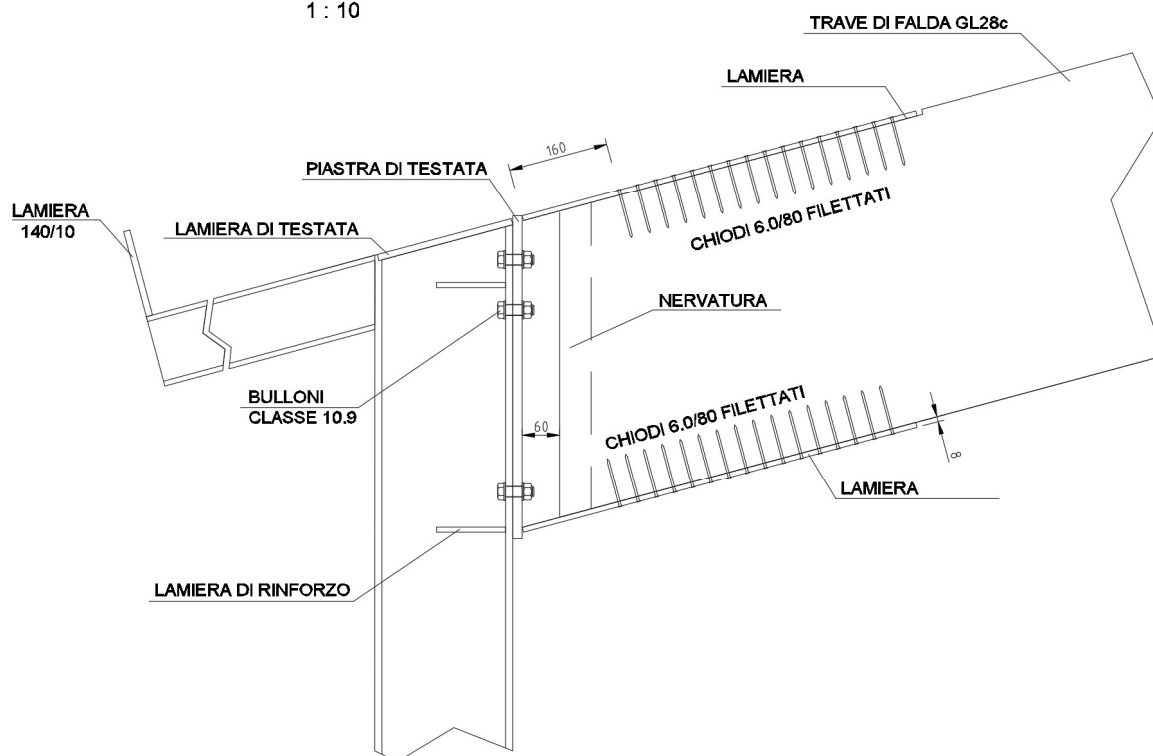 1 : 10
TRAVE DI FALDA GL28c
LAMIERA
160
PIASTRA DI TESTATA
LAMIERA
140/10
LAMIERA DI TESTATA
CHIODI 6.0/80 FILETTATI
NERVATURA
BULLONI
CLASSE 10.9
CHIODI 6.0/80 FILETTATI
60
8
LAMIERA
LAMIERA DI RINFORZO